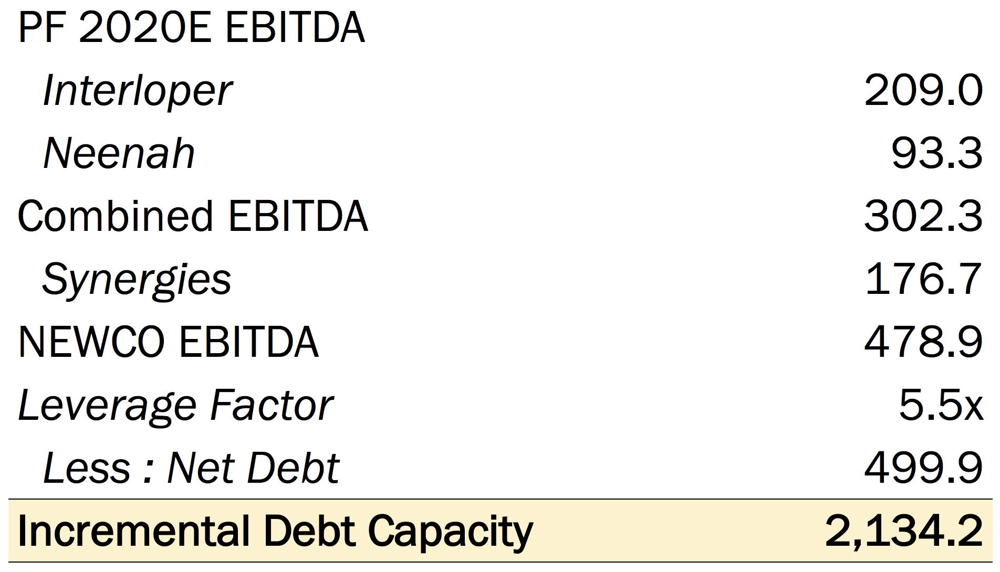 PF 2020E EBITDA
Interloper 209.0
Neenah 93.3
Combined EBITDA 302.3
Synergies 176.7
NEWCO EBITDA 478.9
Leverage Factor 5.5x
Less : Net Debt 499.9
Incremental Debt Capacity 2,134.2